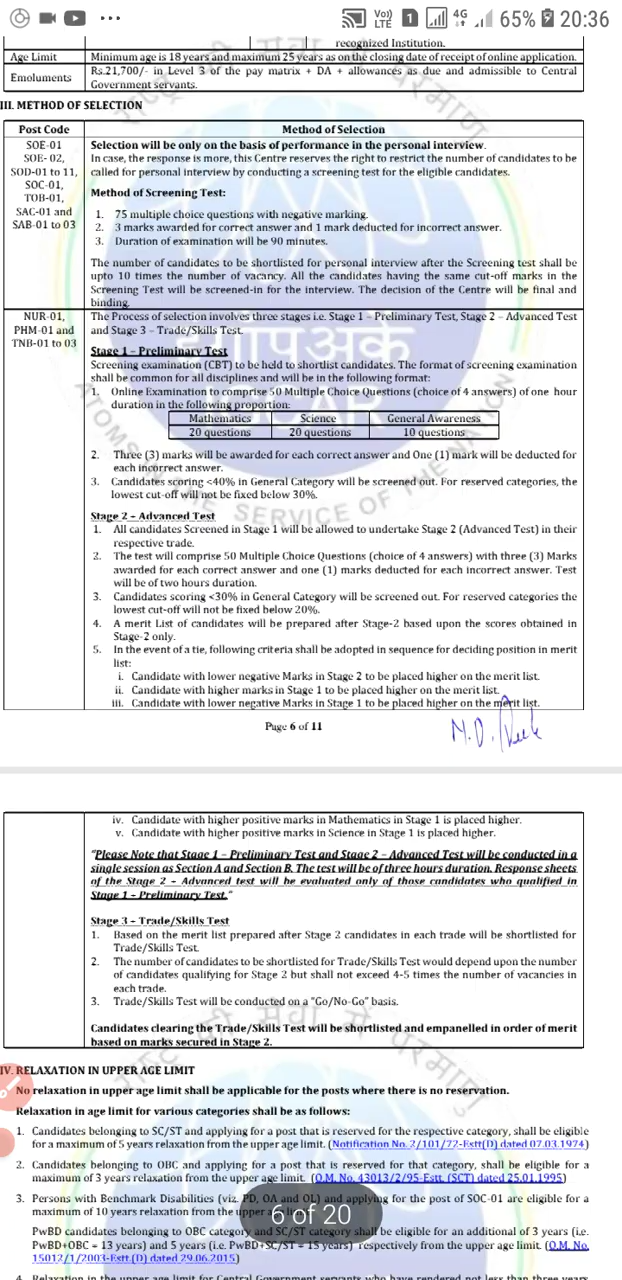 Vo)) LTE 1 4G 65% 20:36
recognized Institution.
Age Limit Minimum age is 18 years and maximum 25 years as on the closing date of receipt of online application.
Emoluments Rs.21,700/- in Level 3 of the pay matrix + DA + allowances as due and admissible to Central
Government servants.
III. METHOD OF SELECTION
Post Code Method of Selection
SOE-01 Selection will be only on the basis of performance in the personal interview.
SOE- 02, In case, the response is more, this Centre reserves the right to restrict the number of candidates to be
SOD-01 to 11, called for personal interview by conducting a screening test for the eligible candidates.
SOC-01,
TOB-01, Method of Screening Test:
SAC-01 and 1. 75 multiple choice questions with negative marking.
SAB-01 to 03 2. 3 marks awarded for correct answer and 1 mark deducted for incorrect answer.
3. Duration of examination will be 90 minutes.
The number of candidates to be shortlisted for personal interview after the Screening test shall be
upto 10 times the number of vacancy. All the candidates having the same cut-off marks in the
Screening Test will be screened-in for the interview. The decision of the Centre will be final and
binding.
NUR-01, The Process of selection involves three stages i.e. Stage 1 – Preliminary Test, Stage 2 – Advanced Test
PHM-01 and and Stage 3 – Trade/Skills Test.
TNB-01 to 03
Stage 1 – Preliminary Test
Screening examination (CBT) to be held to shortlist candidates. The format of screening examination
shall be common for all disciplines and will be in the following format:
1. Online Examination to comprise 50 Multiple Choice Questions (choice of 4 answers) of one hour
duration in the following proportion:
Mathematics Science General Awareness
20 questions 20 questions 10 questions
2. Three (3) marks will be awarded for each correct answer and One (1) mark will be deducted for
each incorrect answer.
3. Candidates scoring <40% in General Category will be screened out. For reserved categories, the
lowest cut-off will not be fixed below 30%.
Stage 2 – Advanced Test
1. All candidates Screened in Stage 1 will be allowed to undertake Stage 2 (Advanced Test) in their
respective trade.
2. The test will comprise 50 Multiple Choice Questions (choice of 4 answers) with three (3) Marks
awarded for each correct answer and one (1) marks deducted for each incorrect answer. Test
will be of two hours duration.
3. Candidates scoring <30% in General Category will be screened out. For reserved categories the
lowest cut-off will not be fixed below 20%.
4. A merit List of candidates will be prepared after Stage-2 based upon the scores obtained in
Stage-2 only.
5. In the event of a tie, following criteria shall be adopted in sequence for deciding position in merit
list:
i. Candidate with lower negative Marks in Stage 2 to be placed higher on the merit list.
ii. Candidate with higher marks in Stage 1 to be placed higher on the merit list.
iii. Candidate with lower negative Marks in Stage 1 to be placed higher on the merit list.
Page 6 of 11
iv. Candidate with higher positive marks in Mathematics in Stage 1 is placed higher.
v. Candidate with higher positive marks in Science in Stage 1 is placed higher.
"Please Note that Stage 1 – Preliminary Test and Stage 2 – Advanced Test will be conducted in a
single session as Section A and Section B. The test will be of three hours duration. Response sheets
of the Stage 2 – Advanced test will be evaluated only of those candidates who qualified in
Stage 1 – Preliminary Test."
Stage 3 – Trade/Skills Test
1. Based on the merit list prepared after Stage 2 candidates in each trade will be shortlisted for
Trade/Skills Test.
2. The number of candidates to be shortlisted for Trade/Skills Test would depend upon the number
of candidates qualifying for Stage 2 but shall not exceed 4-5 times the number of vacancies in
each trade.
3. Trade/Skills Test will be conducted on a "Go/No-Go" basis.
Candidates clearing the Trade/Skills Test will be shortlisted and empanelled in order of merit
based on marks secured in Stage 2.
IV. RELAXATION IN UPPER AGE LIMIT
No relaxation in upper age limit shall be applicable for the posts where there is no reservation.
Relaxation in age limit for various categories shall be as follows:
1. Candidates belonging to SC/ST and applying for a post that is reserved for the respective category, shall be eligible
for a maximum of 5 years relaxation from the upper age limit. (Notification No. 2/101/72-Estt(D) dated 07.03.1974)
2. Candidates belonging to OBC and applying for a post that is reserved for that category, shall be eligible for a
maximum of 3 years relaxation from the upper age limit. (O.M. No. 43013/2/95-Estt. (SCT) dated 25.01.1995)
3. Persons with Benchmark Disabilities (viz. PD, OA and OL) and applying for the post of SOC-01 are eligible for a
maximum of 10 years relaxation from the upper
6 of 20
PwBD candidates belonging to OBC category and SC/ST category shall be eligible for an additional of 3 years (i.e.
PwBD+OBC = 13 years) and 5 years (i.e. PwBD+SC/ST = 15 years) respectively from the upper age limit. (O.M. No.
15012/1/2003-Estt.(D) dated 29.06.2015)
4. Relaxation in the upper age limit for Central Government servants who have rendered not less than three years